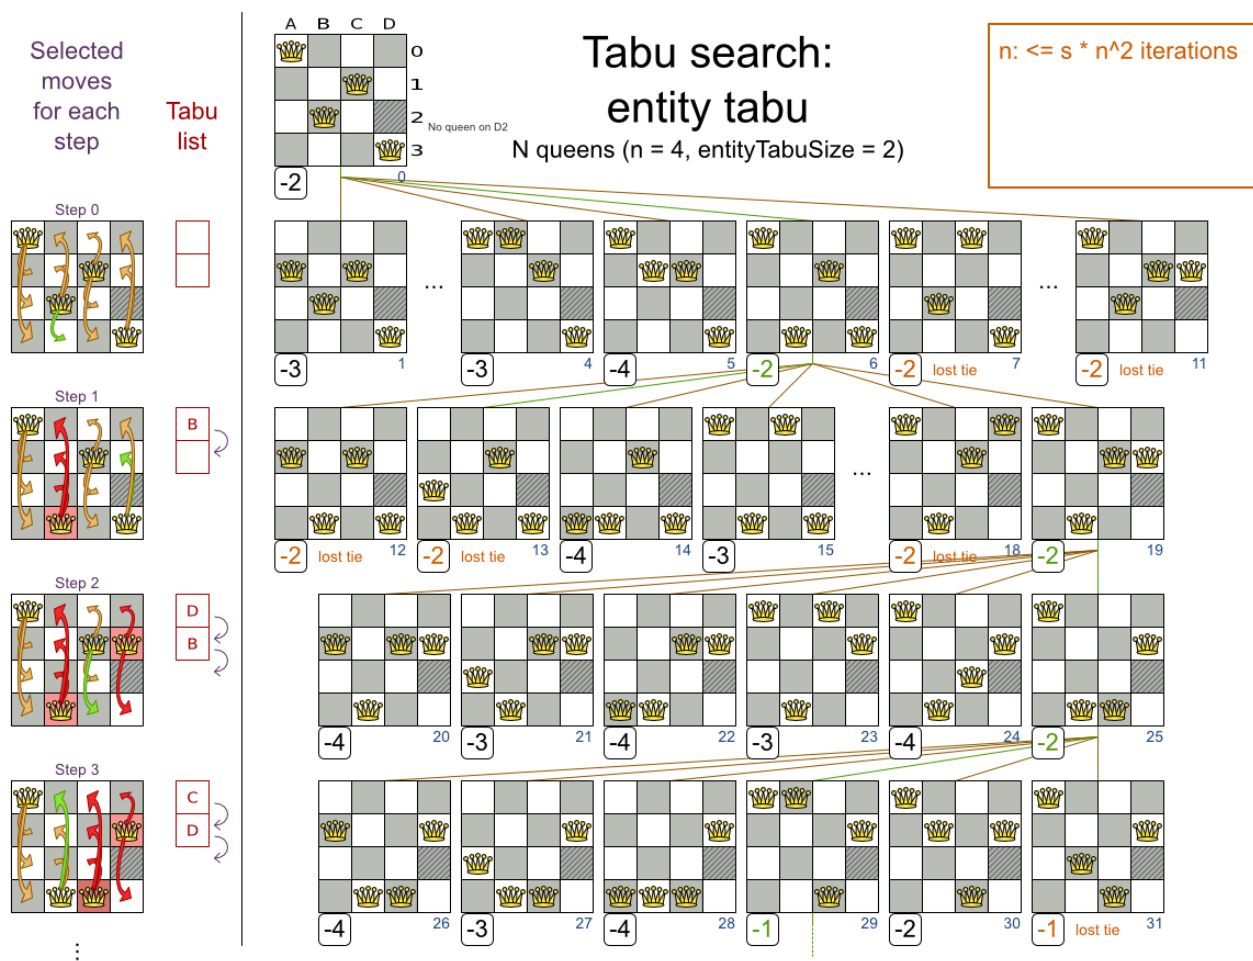 Selected
moves
for each
step
Tabu
list
A B C D
0
1
2
3
No queen on D2
Tabu search:
entity tabu
N queens (n = 4, entityTabuSize = 2)
n: <= s * n^2 iterations
-2
0
Step 0
...
...
-3
1
-3
4
-4
5
-2
6
-2
lost tie
7
-2
lost tie
11
Step 1
B
...
-2
lost tie
12
-2
lost tie
13
-4
14
-3
15
-2
lost tie
18
-2
19
Step 2
D
B
-4
20
-3
21
-4
22
-3
23
-4
24
-2
25
Step 3
C
D
-4
26
-3
27
-4
28
-1
29
-2
30
-1
lost tie
31
...